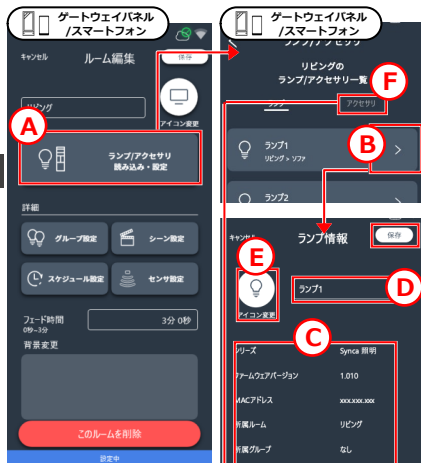 ゲートウェイパネル
/スマートフォン
キャンセル
ルーム編集
保存
リビング
アイコン変更
A
ランプ/アクセサリ
読み込み・設定
詳細
グループ設定
シーン設定
スケジュール設定
センサ設定
フェード時間
0秒~3分
3分 0秒
背景変更
このルームを削除
設定中
ゲートウェイパネル
/スマートフォン
ランプ/アクセサリ
リビングの
ランプ/アクセサリ一覧
F
ランプ
アクセサリ
B
ランプ1
リビング > ソファ
ランプ2
キャンセル
ランプ情報
保存
E
アイコン変更
ランプ1
D
C
シリーズ
Synca 照明
ファームウェアバージョン
1.010
MACアドレス
xxx.xxx.xxx
所属ルーム
リビング
所属グループ
なし